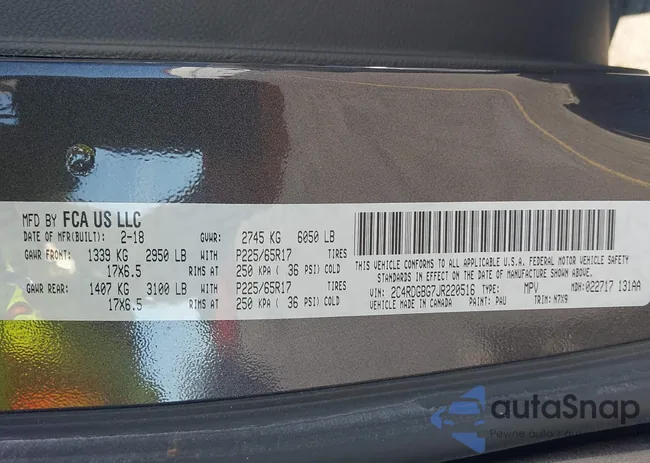 MFD BY FCA US LLC
DATE OF MFR(BUILT): 2-18 GVWR: 2745 KG 6050 LB
GAWR FRONT: 1339 KG 2950 LB WITH P225/65R17 TIRES
17X6.5 RIMS AT 250 KPA ( 36 PSI) COLD
GAWR REAR: 1407 KG 3100 LB WITH P225/65R17 TIRES
17X6.5 RIMS AT 250 KPA ( 36 PSI) COLD
THIS VEHICLE CONFORMS TO ALL APPLICABLE U.S.A. FEDERAL MOTOR VEHICLE SAFETY
STANDARDS IN EFFECT ON THE DATE OF MANUFACTURE SHOWN ABOVE.
VIN: 2C4RDGBG7JR220516 TYPE: MPV MDH: 022717 131AA
VEHICLE MADE IN CANADA PAINT: PAU TRIM: N7X9
autaSnap
Pewne auto